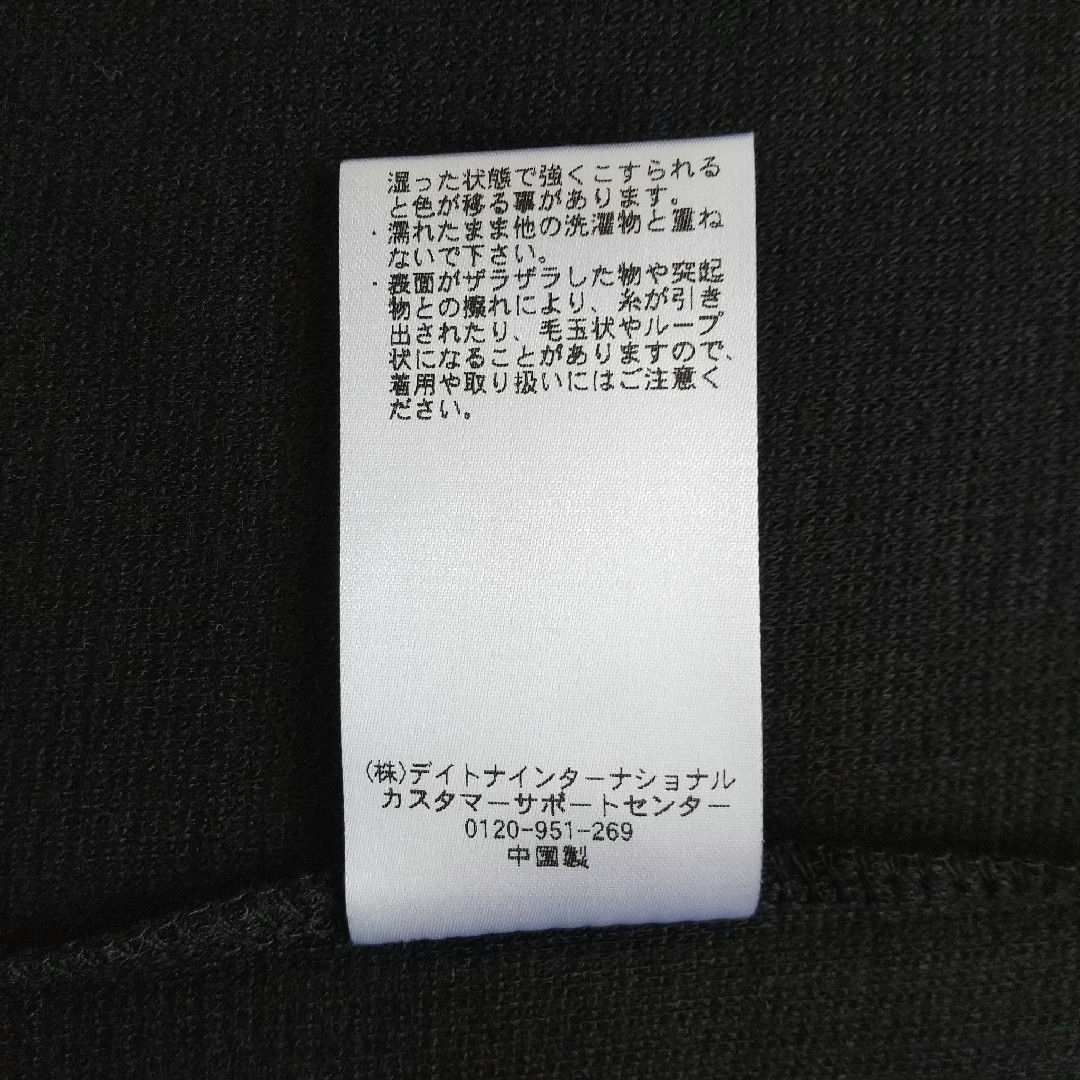 湿った状態で強くこすられる
と色が移る事があります。
・濡れたまま他の洗濯物と重ね
ないで下さい。
・表面がザラザラした物や突起
物との擦れにより、糸が引き
出されたり、毛玉状やループ
状になることがありますので、
着用や取り扱いにはご注意く
ださい。
(株)デイトナインターナショナル
カスタマーサポートセンター
0120-951-269
中国製